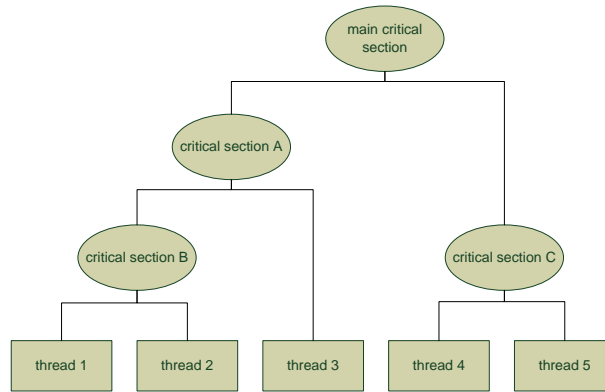 main critical
section
critical section A
critical section B
critical section C
thread 1
thread 2
thread 3
thread 4
thread 5